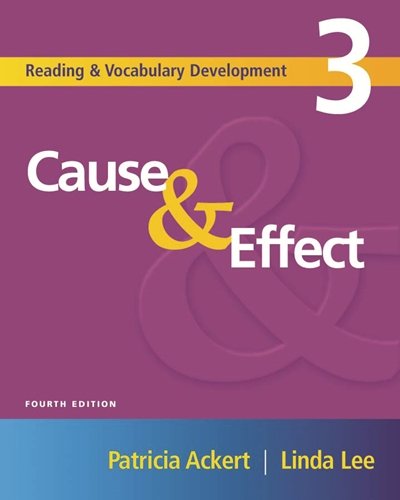 Reading & Vocabulary Development 3
Cause
&
Effect
FOURTH EDITION
Patricia Ackert | Linda Lee